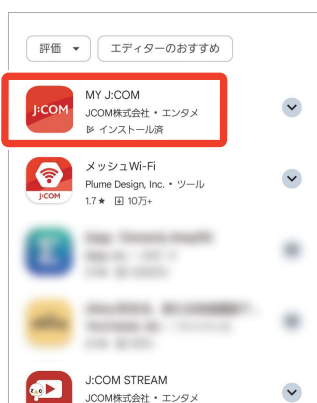 評価
エディターのおすすめ
J:COM
MY J:COM
JCOM株式会社・エンタメ
インストール済
J:COM
メッシュWi-Fi
Plume Design, Inc.・ツール
1.7★ 10万+
J:COM STREAM
JCOM株式会社・エンタメ